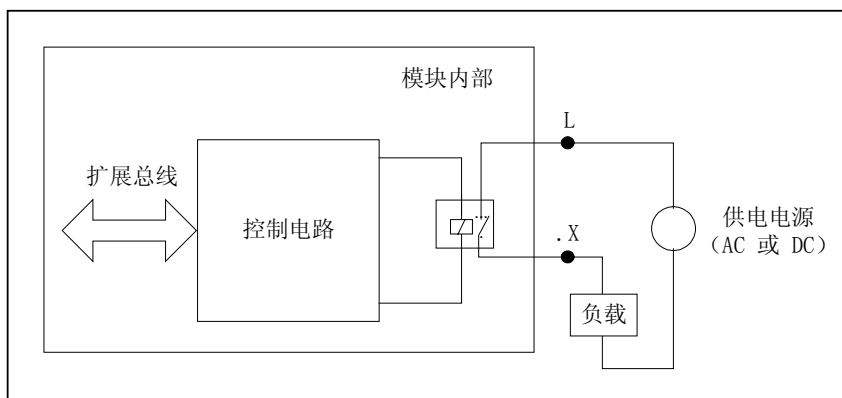 模块内部
L
扩展总线
控制电路
供电电源
（AC 或 DC）
.X
负载